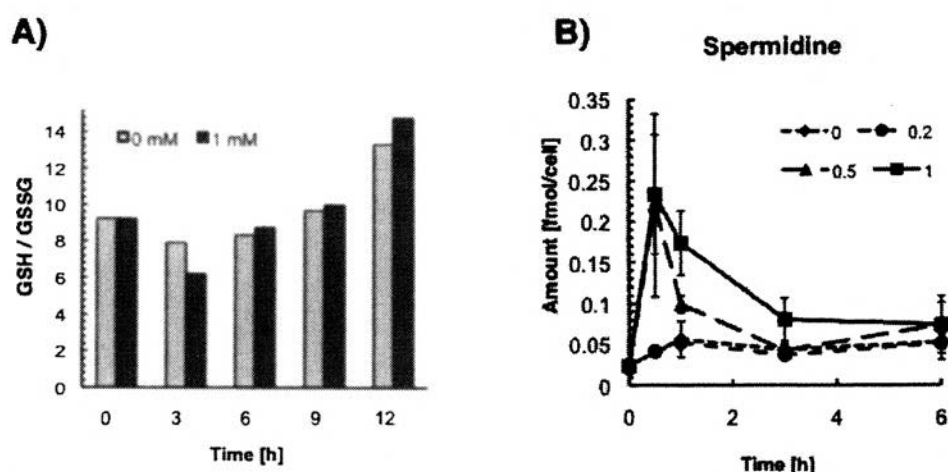 A)
GSH / GSSG
14
12
10
8
6
4
2
0
0 mM
1 mM
0 3 6 9 12
Time [h]
B)
Spermidine
Amount [fmol/cell]
0.35
0.3
0.25
0.2
0.15
0.1
0.05
0
0
0.2
0.5
1
0 2 4 6
Time [h]